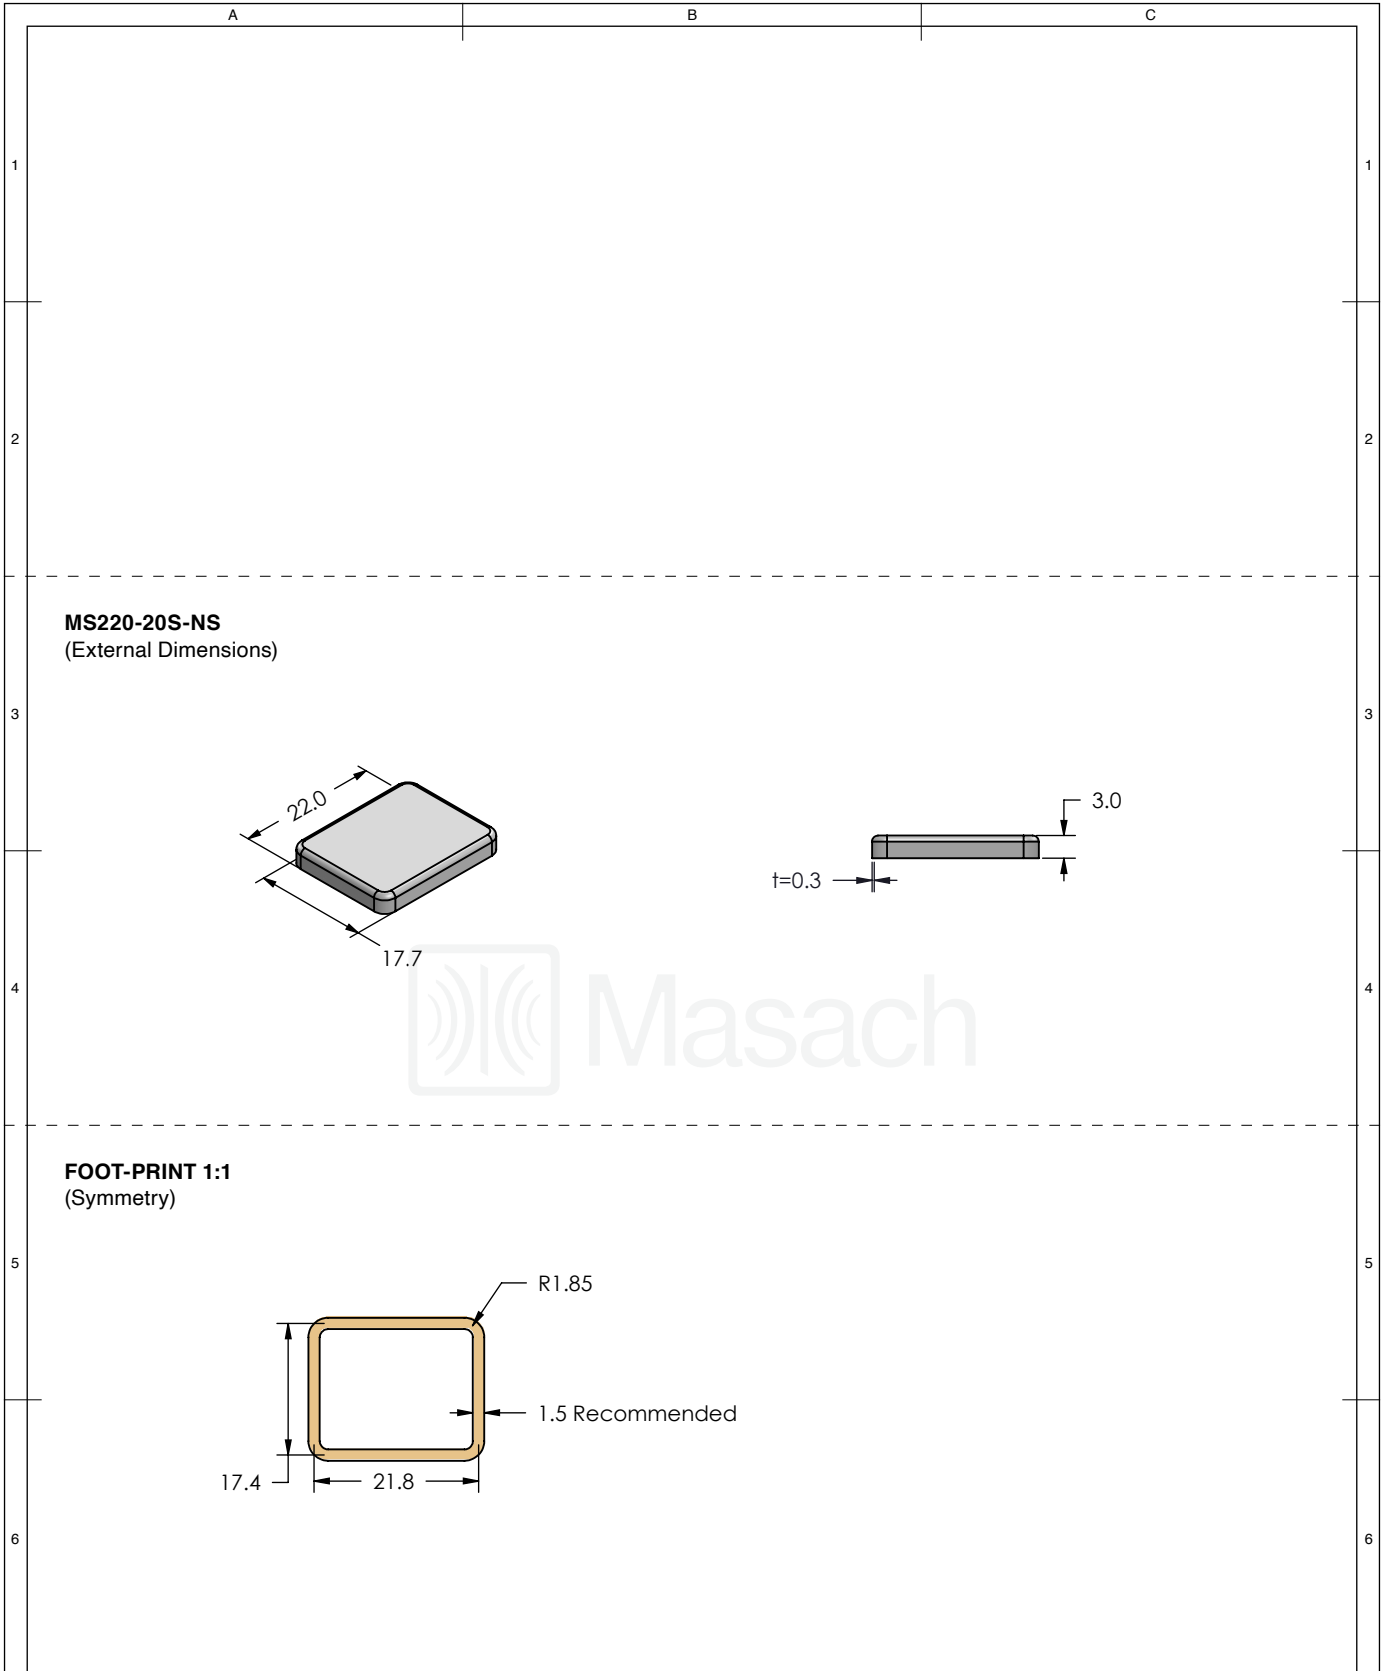 A B C
1 1
2 2
MS220-20S-NS
(External Dimensions)
3 3
22.0
3.0
t=0.3
17.7
Masach
4 4
FOOT-PRINT 1:1
(Symmetry)
5 5
R1.85
1.5 Recommended
17.4
21.8
6 6